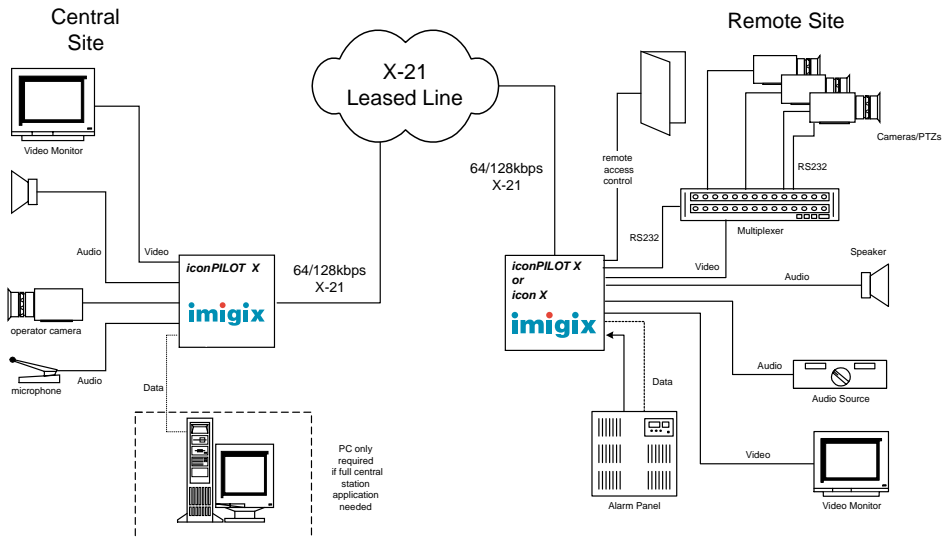 Central
Site
Remote Site
X-21
Leased Line
Video Monitor
Cameras/PTZs
remote
access
control
RS232
64/128kbps
X-21
Multiplexer
RS232
Audio
Video
Video
Speaker
iconPILOT X
imigix
64/128kbps
X-21
iconPILOT X
or
icon X
imigix
Audio
operator camera
microphone
Audio
Data
Data
Audio
Audio Source
PC only
required
if full central
station
application
needed
Video
Alarm Panel
Video Monitor